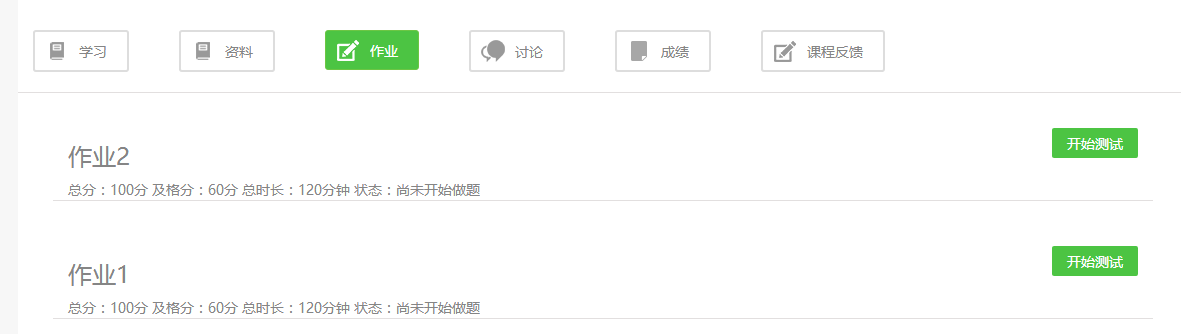 学习 资料 作业 讨论 成绩 课程反馈
作业2 开始测试
总分：100分 及格分：60分 总时长：120分钟 状态：尚未开始做题
作业1 开始测试
总分：100分 及格分：60分 总时长：120分钟 状态：尚未开始做题